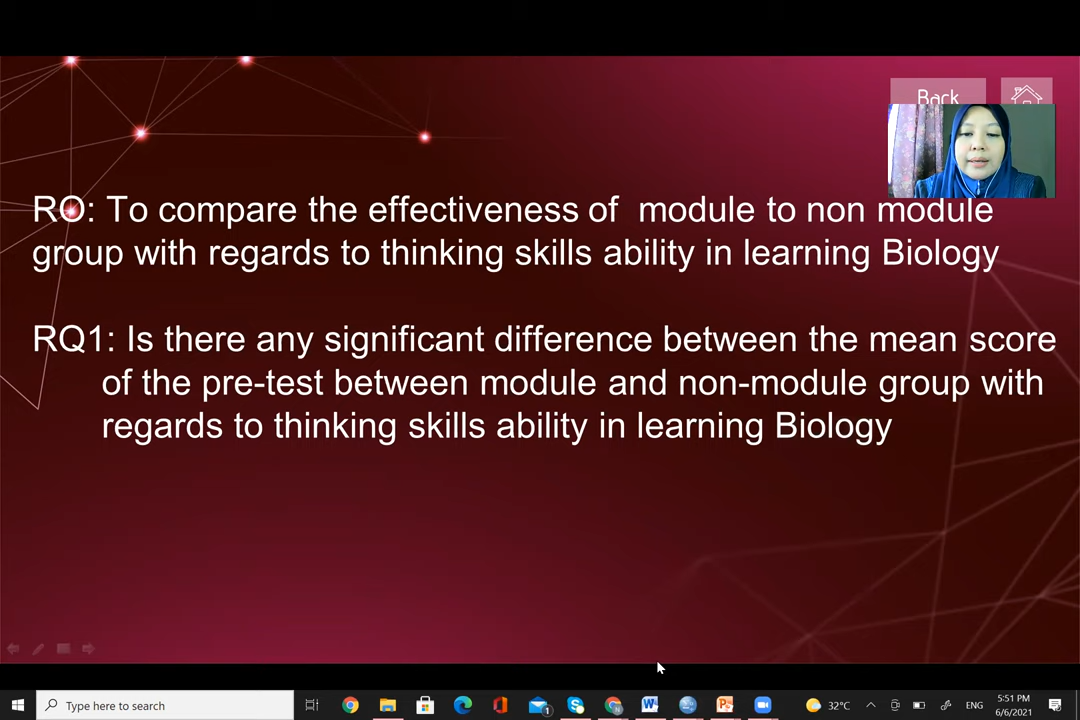 Back
RO: To compare the effectiveness of  module to non module
group with regards to thinking skills ability in learning Biology
RQ1: Is there any significant difference between the mean score
of the pre-test between module and non-module group with
regards to thinking skills ability in learning Biology
Type here to search
1
32°C
ENG
5:51 PM
6/6/2021